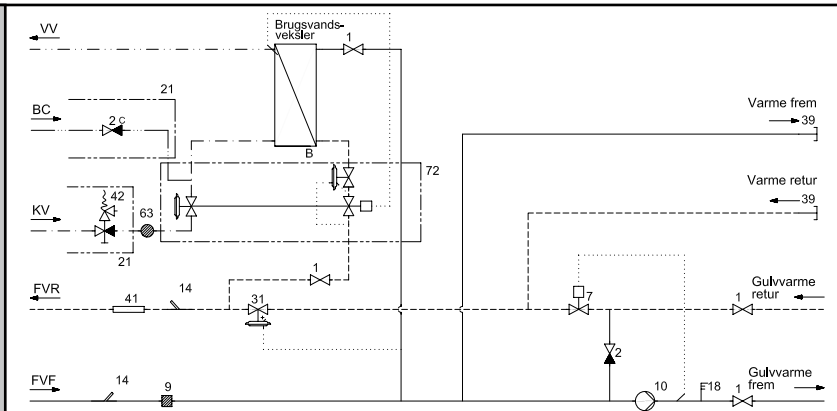 VV
Brugsvands-
veksler
1
21
BC
2 C
Varme frem
39
B
72
42
Varme retur
39
KV
63
21
1
FVR
41
14
31
7
1
Gulvvarme
retur
2
FVF
14
9
10
F18
1
Gulvvarme
frem